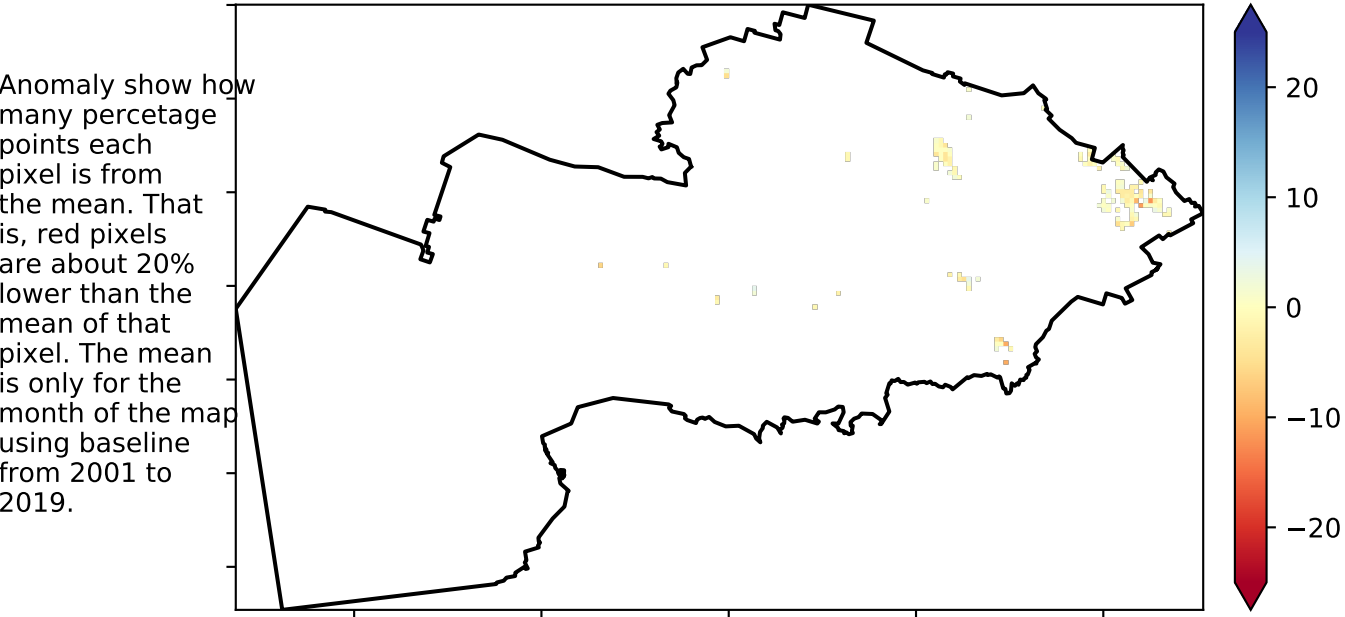 Anomaly show how
many percetage
points each
pixel is from
the mean. That
is, red pixels
are about 20%
lower than the
mean of that
pixel. The mean
is only for the
month of the map
using baseline
from 2001 to
2019.
20
10
0
−10
−20